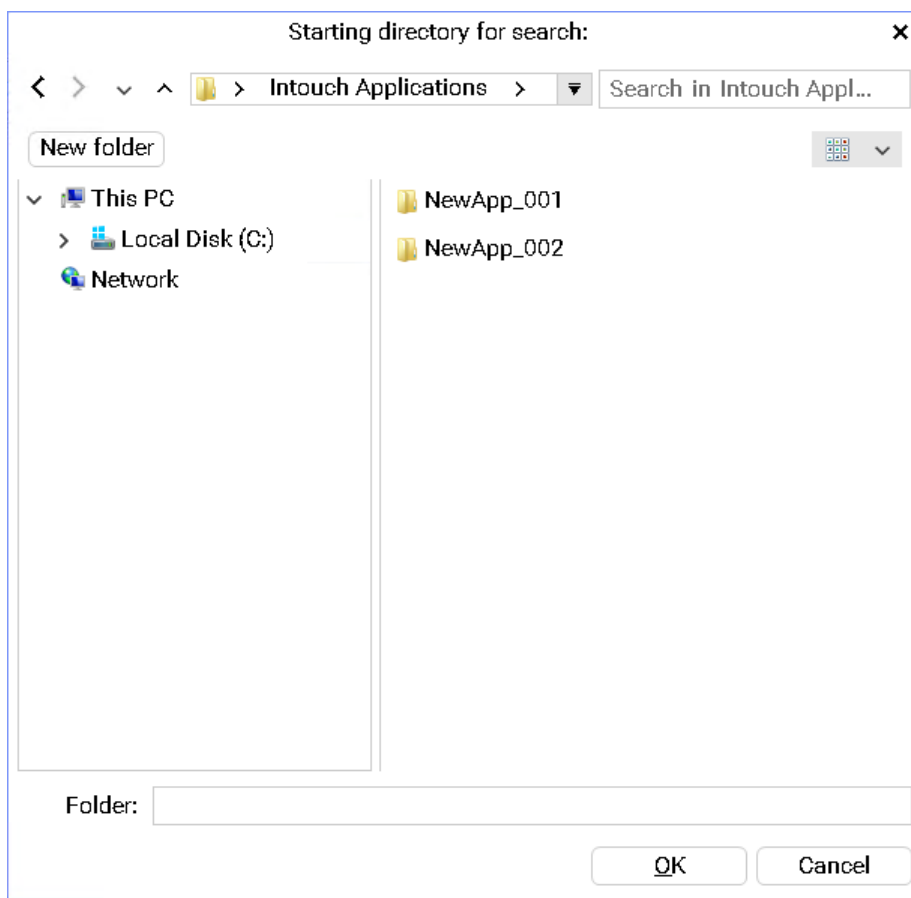 Starting directory for search:
Intouch Applications
Search in Intouch Appl...
New folder
This PC
Local Disk (C:)
Network
NewApp_001
NewApp_002
Folder:
OK
Cancel